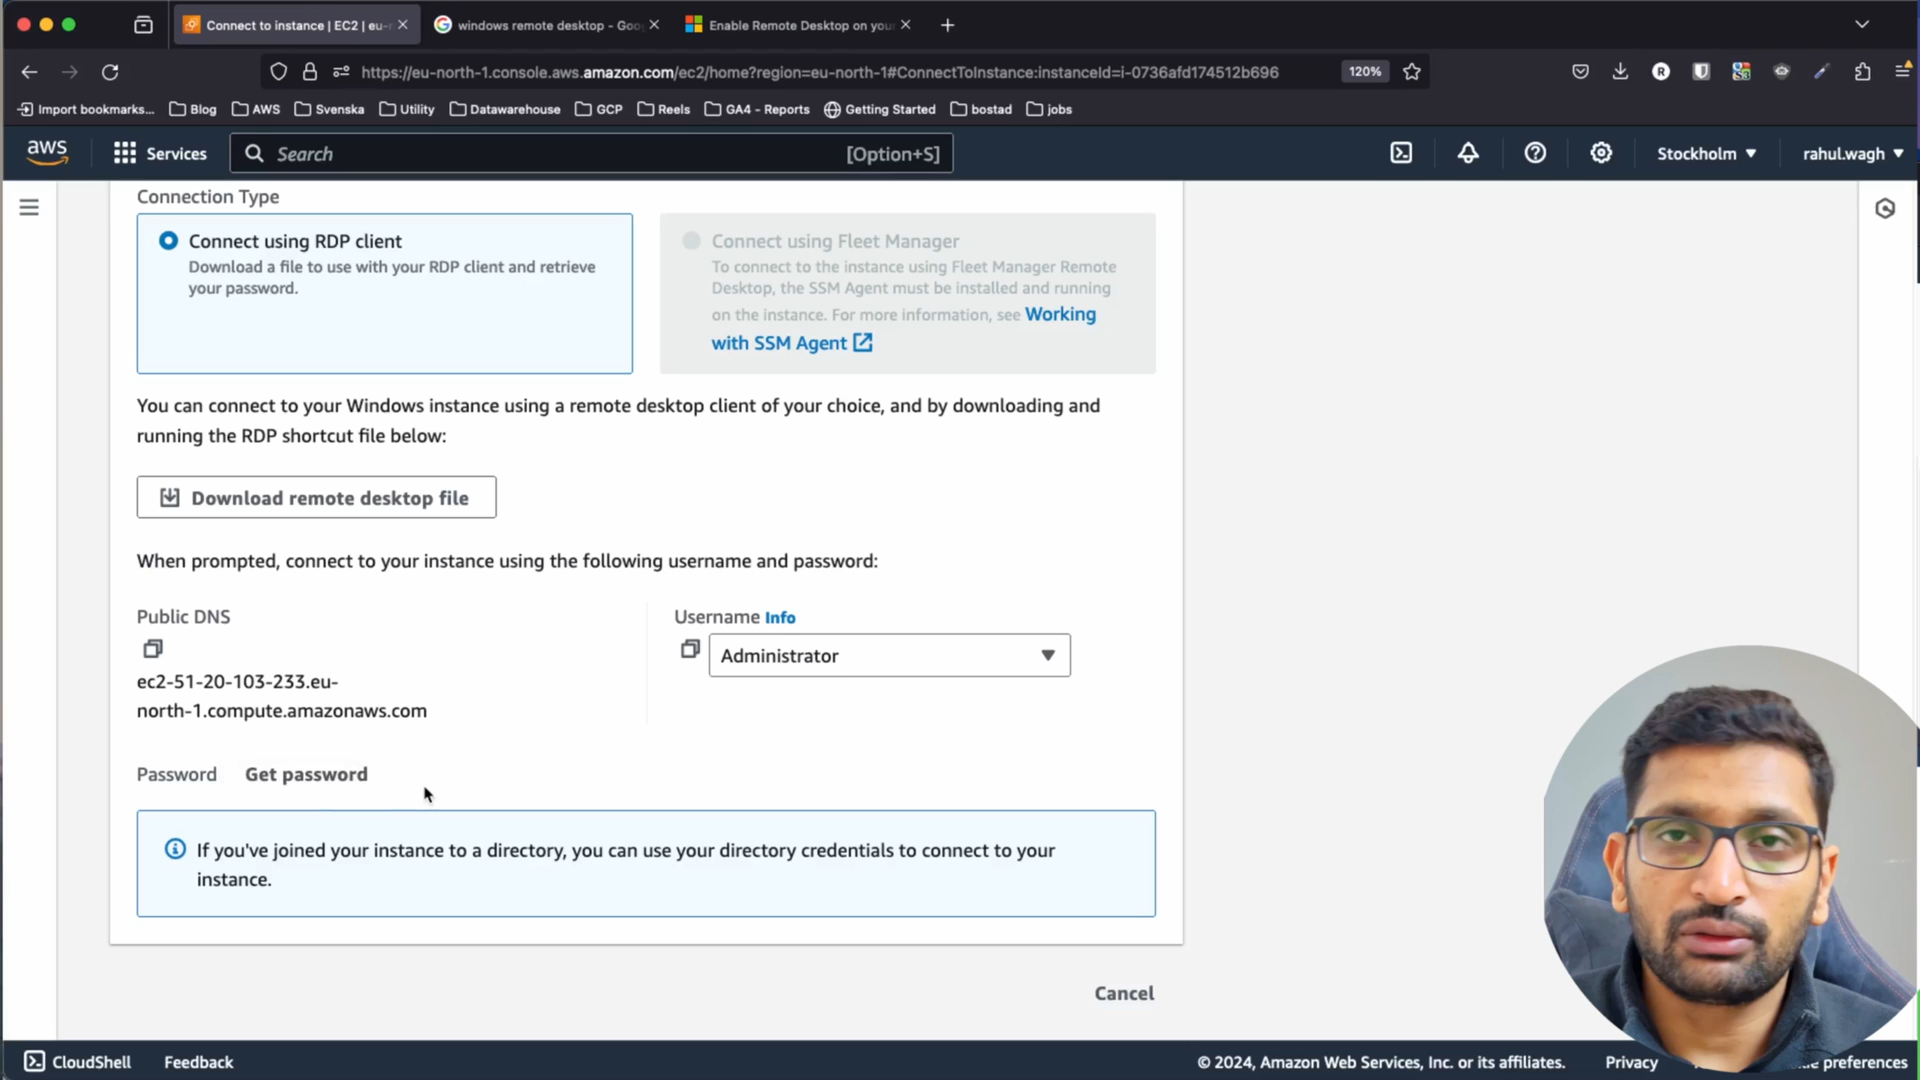 Connect to instance | EC2 | eu-
windows remote desktop - Goo
Enable Remote Desktop on you
https://eu-north-1.console.aws.amazon.com/ec2/home?region=eu-north-1#ConnectToInstance:instanceId=i-0736afd174512b696
120%
Import bookmarks... Blog AWS Svenska Utility Datawarehouse GCP Reels GA4 - Reports Getting Started bostad jobs
aws Services Search [Option+S] Stockholm rahul.wagh
Connection Type
Connect using RDP client
Download a file to use with your RDP client and retrieve
your password.
Connect using Fleet Manager
To connect to the instance using Fleet Manager Remote
Desktop, the SSM Agent must be installed and running
on the instance. For more information, see Working
with SSM Agent
You can connect to your Windows instance using a remote desktop client of your choice, and by downloading and
running the RDP shortcut file below:
Download remote desktop file
When prompted, connect to your instance using the following username and password:
Public DNS
ec2-51-20-103-233.eu-
north-1.compute.amazonaws.com
Username Info
Administrator
Password Get password
If you've joined your instance to a directory, you can use your directory credentials to connect to your
instance.
Cancel
CloudShell Feedback © 2024, Amazon Web Services, Inc. or its affiliates. Privacy preferences